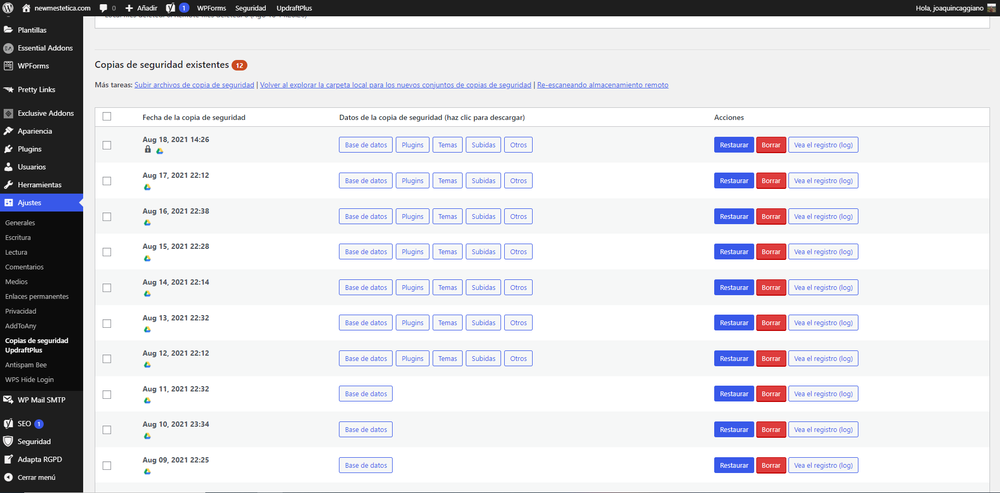 newmestetica.com 0 Añadir 1 WPForms Seguridad UpdraftPlus Hola, joaquincaggiano
Plantillas
Essential Addons
WPForms
Pretty Links
Exclusive Addons
Apariencia
Plugins
Usuarios
Herramientas
Ajustes
Generales
Escritura
Lectura
Comentarios
Medios
Enlaces permanentes
Privacidad
AddToAny
Copias de seguridad
UpdraftPlus
Antispam Bee
WPS Hide Login
WP Mail SMTP
SEO 1
Seguridad
Adapta RGPD
Cerrar menú
Copias de seguridad existentes 12
Más tareas: Subir archivos de copia de seguridad | Volver al explorar la carpeta local para los nuevos conjuntos de copias de seguridad | Re-escaneando almacenamiento remoto
Fecha de la copia de seguridad Datos de la copia de seguridad (haz clic para descargar) Acciones
Aug 18, 2021 14:26 Base de datos Plugins Temas Subidas Otros Restaurar Borrar Vea el registro (log)
Aug 17, 2021 22:12 Base de datos Plugins Temas Subidas Otros Restaurar Borrar Vea el registro (log)
Aug 16, 2021 22:38 Base de datos Plugins Temas Subidas Otros Restaurar Borrar Vea el registro (log)
Aug 15, 2021 22:28 Base de datos Plugins Temas Subidas Otros Restaurar Borrar Vea el registro (log)
Aug 14, 2021 22:14 Base de datos Plugins Temas Subidas Otros Restaurar Borrar Vea el registro (log)
Aug 13, 2021 22:32 Base de datos Plugins Temas Subidas Otros Restaurar Borrar Vea el registro (log)
Aug 12, 2021 22:12 Base de datos Plugins Temas Subidas Otros Restaurar Borrar Vea el registro (log)
Aug 11, 2021 22:32 Base de datos Restaurar Borrar Vea el registro (log)
Aug 10, 2021 23:34 Base de datos Restaurar Borrar Vea el registro (log)
Aug 09, 2021 22:25 Base de datos Restaurar Borrar Vea el registro (log)